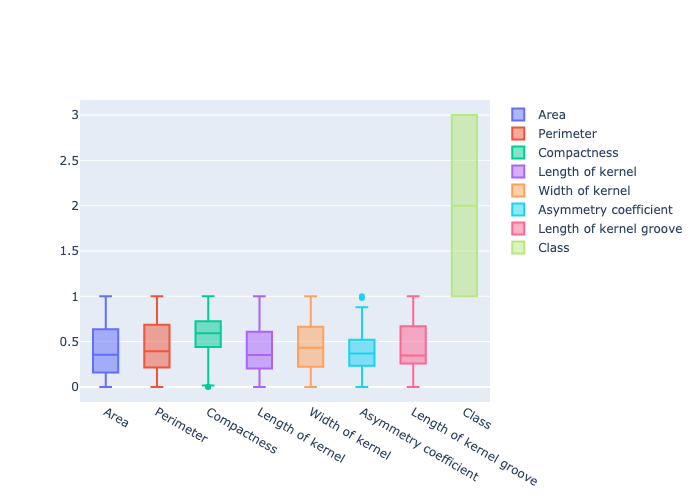 3
2.5
2
1.5
1
0.5
0
Area
Perimeter
Compactness
Length of kernel
Width of kernel
Asymmetry coefficient
Length of kernel groove
Class
Area
Perimeter
Compactness
Length of kernel
Width of kernel
Asymmetry coefficient
Length of kernel groove
Class